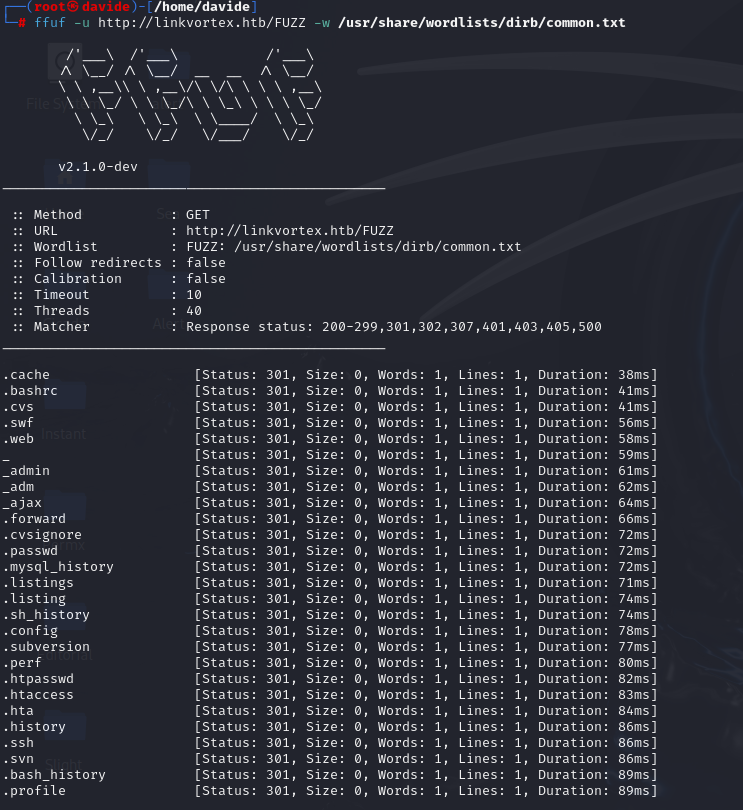 ┌──(root㉿davide)-[/home/davide]
└─# ffuf -u http://linkvortex.htb/FUZZ -w /usr/share/wordlists/dirb/common.txt
        /'___\  /'___\           /'___\
       /\ \__/ /\ \__/  __  __  /\ \__/
       \ \ ,__\\ \ ,__\/\ \/\ \ \ \ ,__\
        \ \ \_/ \ \ \_/\ \ \_\ \ \ \ \_/
         \ \_\   \ \_\  \ \____/  \ \_\
          \/_/    \/_/   \/___/    \/_/
       v2.1.0-dev
________________________________________________
 :: Method           : GET
 :: URL              : http://linkvortex.htb/FUZZ
 :: Wordlist         : FUZZ: /usr/share/wordlists/dirb/common.txt
 :: Follow redirects : false
 :: Calibration      : false
 :: Timeout          : 10
 :: Threads          : 40
 :: Matcher          : Response status: 200-299,301,302,307,401,403,405,500
________________________________________________
.cache                  [Status: 301, Size: 0, Words: 1, Lines: 1, Duration: 38ms]
.bashrc                 [Status: 301, Size: 0, Words: 1, Lines: 1, Duration: 41ms]
.cvs                    [Status: 301, Size: 0, Words: 1, Lines: 1, Duration: 41ms]
.swf                    [Status: 301, Size: 0, Words: 1, Lines: 1, Duration: 56ms]
.web                    [Status: 301, Size: 0, Words: 1, Lines: 1, Duration: 58ms]
_                       [Status: 301, Size: 0, Words: 1, Lines: 1, Duration: 59ms]
_admin                  [Status: 301, Size: 0, Words: 1, Lines: 1, Duration: 61ms]
_adm                    [Status: 301, Size: 0, Words: 1, Lines: 1, Duration: 62ms]
_ajax                   [Status: 301, Size: 0, Words: 1, Lines: 1, Duration: 64ms]
.forward                [Status: 301, Size: 0, Words: 1, Lines: 1, Duration: 66ms]
.cvsignore              [Status: 301, Size: 0, Words: 1, Lines: 1, Duration: 72ms]
.passwd                 [Status: 301, Size: 0, Words: 1, Lines: 1, Duration: 72ms]
.mysql_history          [Status: 301, Size: 0, Words: 1, Lines: 1, Duration: 72ms]
.listings               [Status: 301, Size: 0, Words: 1, Lines: 1, Duration: 71ms]
.listing                [Status: 301, Size: 0, Words: 1, Lines: 1, Duration: 74ms]
.sh_history             [Status: 301, Size: 0, Words: 1, Lines: 1, Duration: 74ms]
.config                 [Status: 301, Size: 0, Words: 1, Lines: 1, Duration: 78ms]
.subversion             [Status: 301, Size: 0, Words: 1, Lines: 1, Duration: 77ms]
.perf                   [Status: 301, Size: 0, Words: 1, Lines: 1, Duration: 80ms]
.htpasswd               [Status: 301, Size: 0, Words: 1, Lines: 1, Duration: 82ms]
.htaccess               [Status: 301, Size: 0, Words: 1, Lines: 1, Duration: 83ms]
.hta                    [Status: 301, Size: 0, Words: 1, Lines: 1, Duration: 84ms]
.history                [Status: 301, Size: 0, Words: 1, Lines: 1, Duration: 86ms]
.ssh                    [Status: 301, Size: 0, Words: 1, Lines: 1, Duration: 86ms]
.svn                    [Status: 301, Size: 0, Words: 1, Lines: 1, Duration: 86ms]
.bash_history           [Status: 301, Size: 0, Words: 1, Lines: 1, Duration: 89ms]
.profile                [Status: 301, Size: 0, Words: 1, Lines: 1, Duration: 89ms]